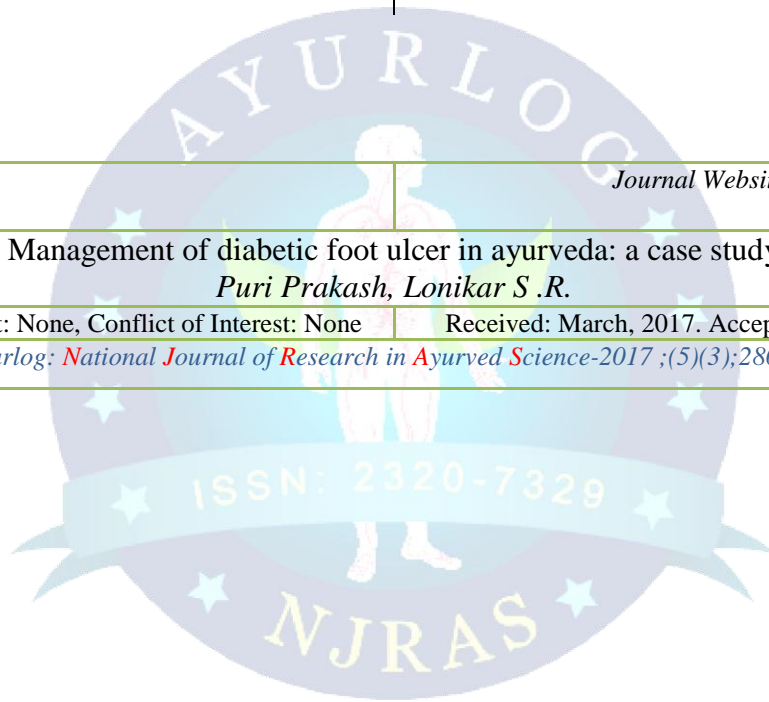 AYURLOG
Journal Websi
Management of diabetic foot ulcer in ayurveda: a case study
Puri Prakash, Lonikar S .R.
: None, Conflict of Interest: None
Received: March, 2017. Accep
rlog: National Journal of Research in Ayurved Science-2017 ;(5)(3);28
ISSN: 2320-7329
NJRAS